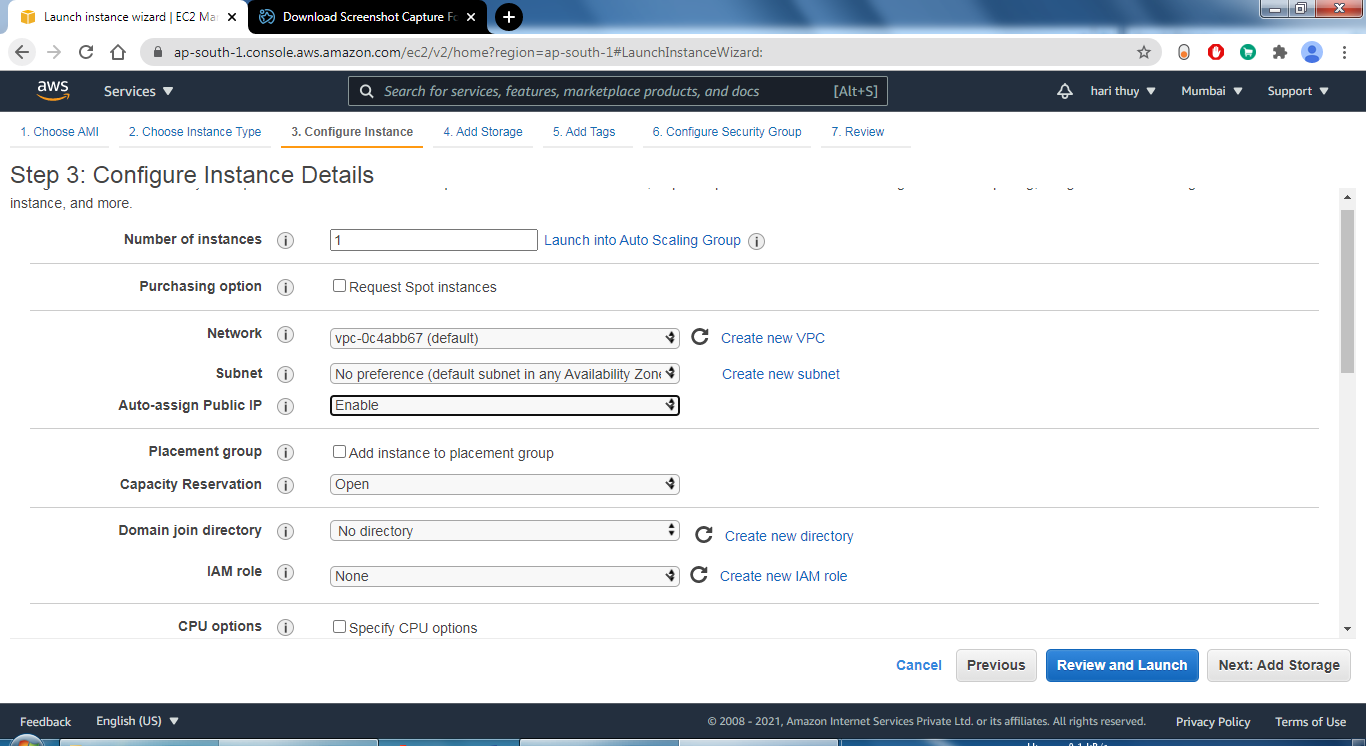 Launch instance wizard | EC2 Ma
Download Screenshot Capture Fo
ap-south-1.console.aws.amazon.com/ec2/v2/home?region=ap-south-1#LaunchInstanceWizard:
aws
Services
Search for services, features, marketplace products, and docs
[Alt+S]
hari thuy
Mumbai
Support
1. Choose AMI
2. Choose Instance Type
3. Configure Instance
4. Add Storage
5. Add Tags
6. Configure Security Group
7. Review
Step 3: Configure Instance Details
instance, and more.
Number of instances
1
Launch into Auto Scaling Group
Purchasing option
Request Spot instances
Network
vpc-0c4abb67 (default)
Create new VPC
Subnet
No preference (default subnet in any Availability Zone
Create new subnet
Auto-assign Public IP
Enable
Placement group
Add instance to placement group
Capacity Reservation
Open
Domain join directory
No directory
Create new directory
IAM role
None
Create new IAM role
CPU options
Specify CPU options
Cancel
Previous
Review and Launch
Next: Add Storage
Feedback
English (US)
© 2008 - 2021, Amazon Internet Services Private Ltd. or its affiliates. All rights reserved.
Privacy Policy
Terms of Use